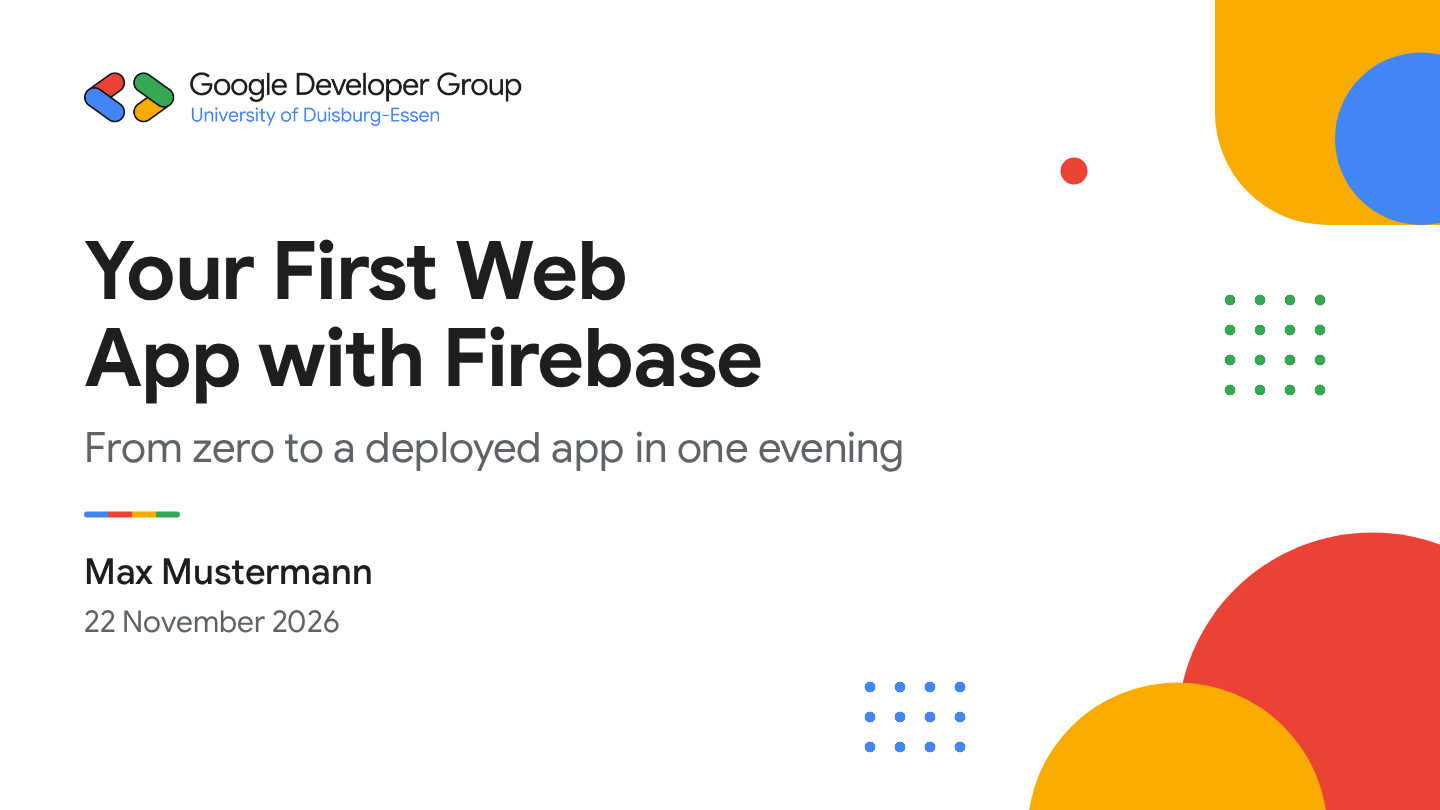 Google Developer Group
University of Duisburg-Essen
Your First Web
App with Firebase
From zero to a deployed app in one evening
Max Mustermann
22 November 2026